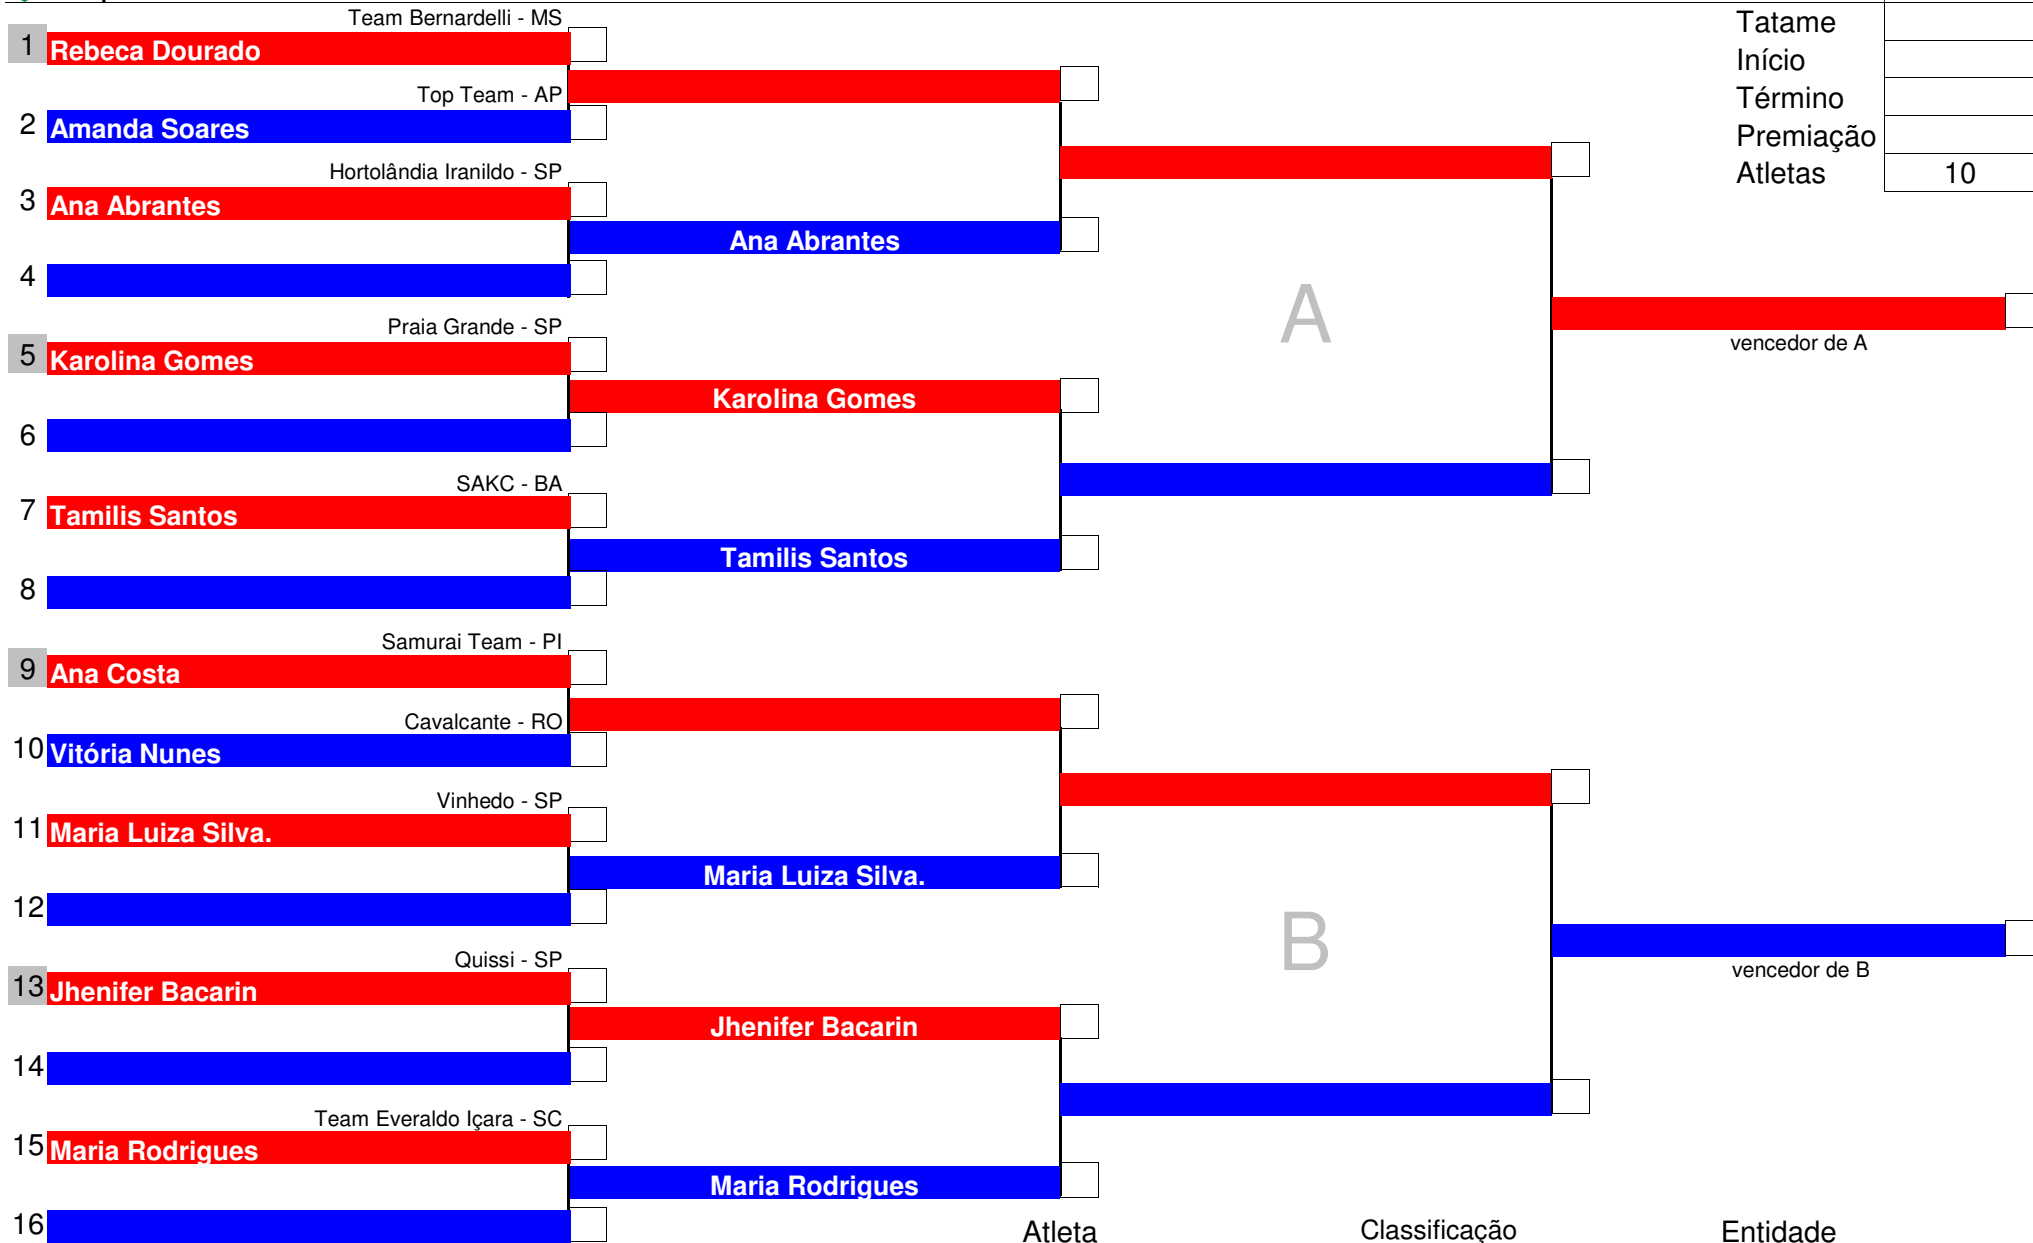 Team Bernardelli - MS
1 Rebeca Dourado
Top Team - AP
2 Amanda Soares
Hortolândia Iranildo - SP
3 Ana Abrantes
Ana Abrantes
4
Praia Grande - SP
5 Karolina Gomes
Karolina Gomes
6
SAKC - BA
7 Tamilis Santos
Tamilis Santos
8
Samurai Team - PI
9 Ana Costa
Cavalcante - RO
10 Vitória Nunes
Vinhedo - SP
11 Maria Luiza Silva.
Maria Luiza Silva.
12
Quissi - SP
13 Jhenifer Bacarin
Jhenifer Bacarin
14
Team Everaldo Içara - SC
15 Maria Rodrigues
Maria Rodrigues
16
A
B
Tatame
Início
Término
Premiação
Atletas 10
vencedor de A
vencedor de B
Atleta Classificação Entidade